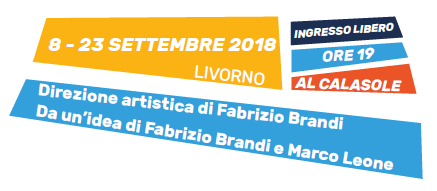 8 - 23 SETTEMBRE 2018
LIVORNO
INGRESSO LIBERO
ORE 19
AL CALASOLE
Direzione artistica di Fabrizio Brandi
Da un'idea di Fabrizio Brandi e Marco Leone